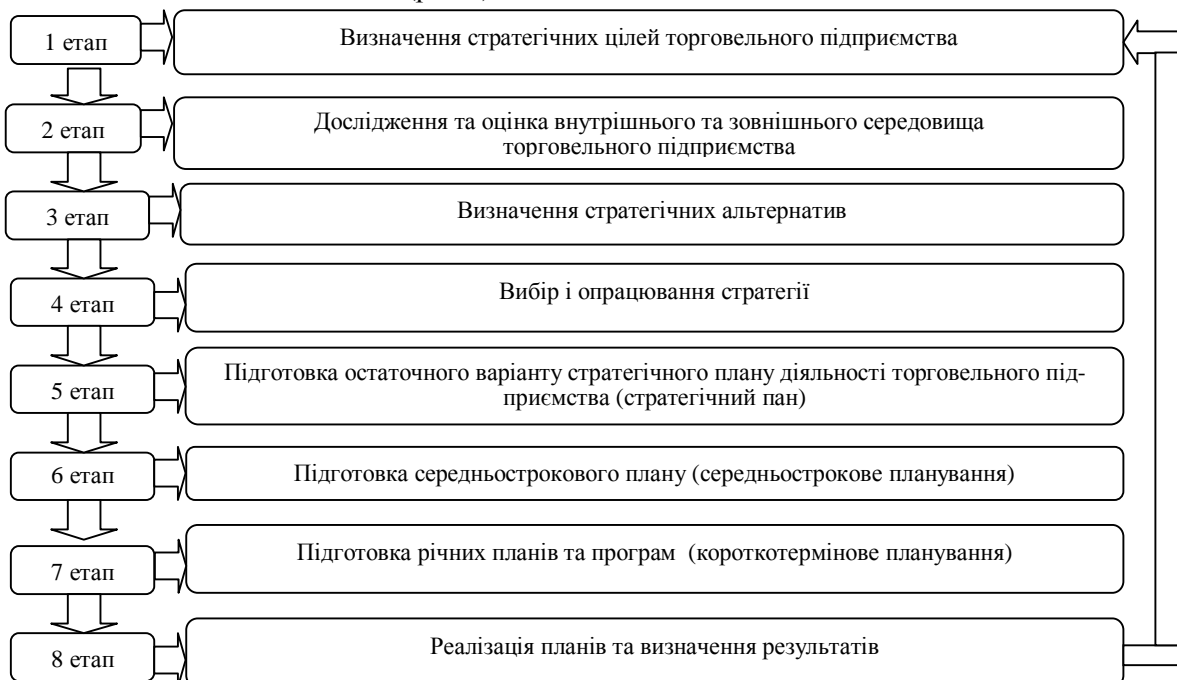 1 етап
Визначення стратегічних цілей торговельного підприємства
2 етап
Дослідження та оцінка внутрішнього та зовнішнього середовища
торговельного підприємства
3 етап
Визначення стратегічних альтернатив
4 етап
Вибір і опрацювання стратегії
5 етап
Підготовка остаточного варіанту стратегічного плану діяльності торговельного під-
приємства (стратегічний пан)
6 етап
Підготовка середньострокового плану (середньострокове планування)
7 етап
Підготовка річних планів та програм (короткотермінове планування)
8 етап
Реалізація планів та визначення результатів